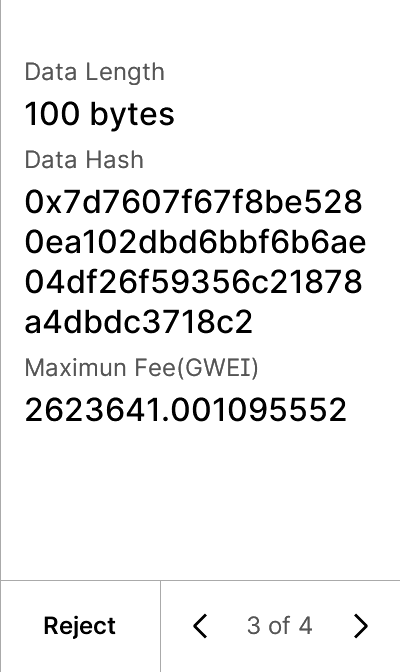 Data Length
100 bytes
Data Hash
0x7d7607f67f8be528
0ea102dbd6bbf6b6ae
04df26f59356c21878
a4dbdc3718c2
Maximun Fee(GWEI)
2623641.001095552
Reject
3 of 4